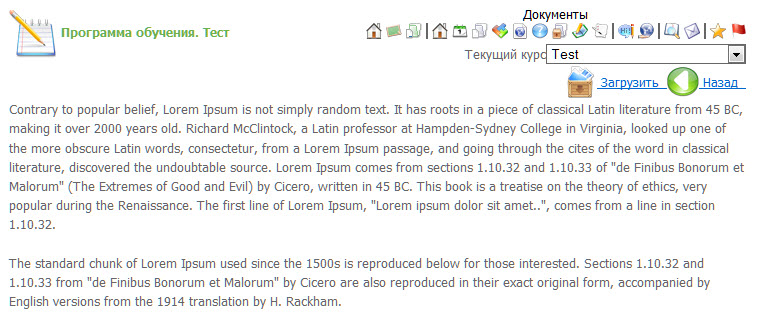 Документы
Программа обучения. Тест
Текущий курс Test
Загрузить Назад
Contrary to popular belief, Lorem Ipsum is not simply random text. It has roots in a piece of classical Latin literature from 45 BC,
making it over 2000 years old. Richard McClintock, a Latin professor at Hampden-Sydney College in Virginia, looked up one of
the more obscure Latin words, consectetur, from a Lorem Ipsum passage, and going through the cites of the word in classical
literature, discovered the undoubtable source. Lorem Ipsum comes from sections 1.10.32 and 1.10.33 of "de Finibus Bonorum et
Malorum" (The Extremes of Good and Evil) by Cicero, written in 45 BC. This book is a treatise on the theory of ethics, very
popular during the Renaissance. The first line of Lorem Ipsum, "Lorem ipsum dolor sit amet..", comes from a line in section
1.10.32.
The standard chunk of Lorem Ipsum used since the 1500s is reproduced below for those interested. Sections 1.10.32 and
1.10.33 from "de Finibus Bonorum et Malorum" by Cicero are also reproduced in their exact original form, accompanied by
English versions from the 1914 translation by H. Rackham.